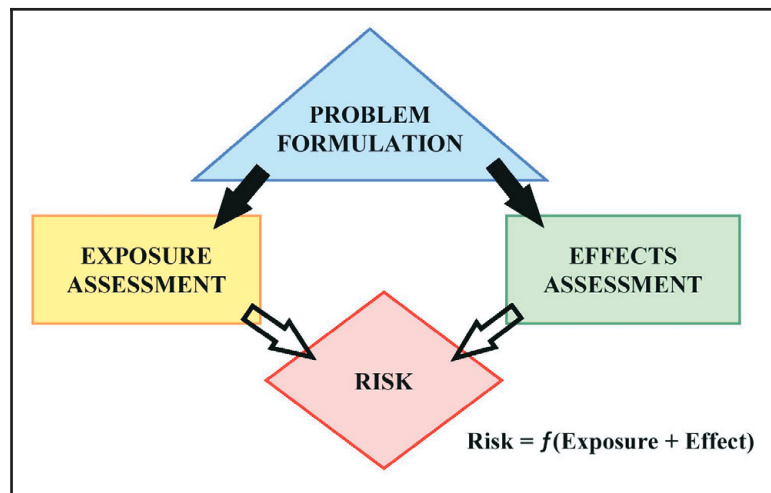 PROBLEM
FORMULATION
EXPOSURE
ASSESSMENT
EFFECTS
ASSESSMENT
RISK
Risk = ƒ(Exposure + Effect)